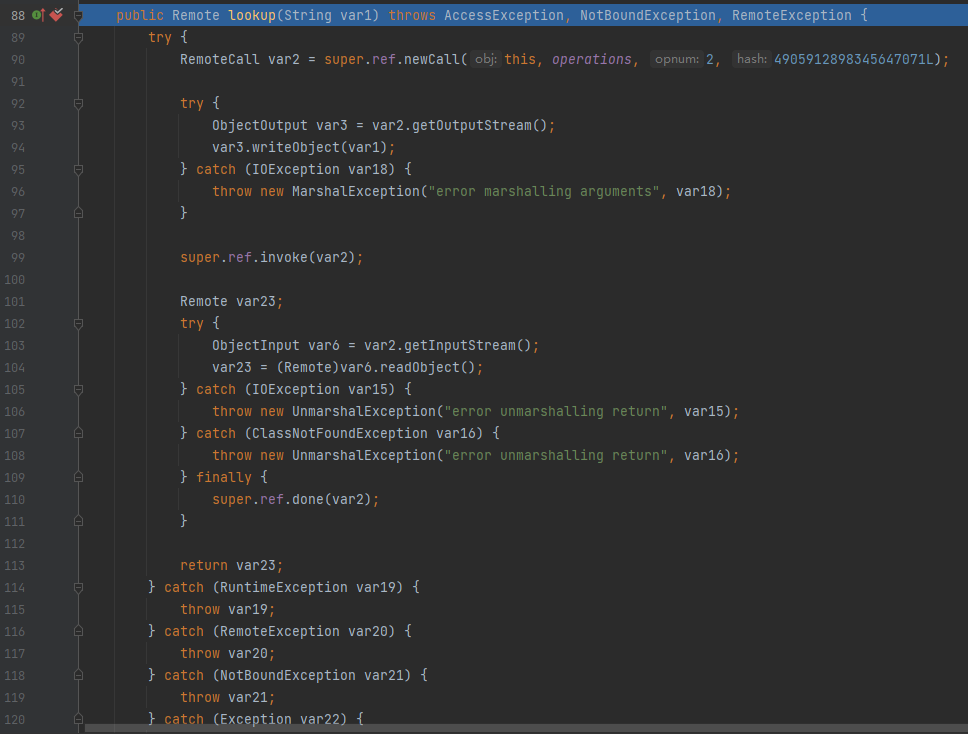 88 public Remote lookup(String var1) throws AccessException, NotBoundException, RemoteException {
89 try {
90 RemoteCall var2 = super.ref.newCall( obj: this, operations, opnum: 2, hash: 4905912898345647071L);
91
92 try {
93 ObjectOutput var3 = var2.getOutputStream();
94 var3.writeObject(var1);
95 } catch (IOException var18) {
96 throw new MarshalException("error marshalling arguments", var18);
97 }
98
99 super.ref.invoke(var2);
100
101 Remote var23;
102 try {
103 ObjectInput var6 = var2.getInputStream();
104 var23 = (Remote)var6.readObject();
105 } catch (IOException var15) {
106 throw new UnmarshalException("error unmarshalling return", var15);
107 } catch (ClassNotFoundException var16) {
108 throw new UnmarshalException("error unmarshalling return", var16);
109 } finally {
110 super.ref.done(var2);
111 }
112
113 return var23;
114 } catch (RuntimeException var19) {
115 throw var19;
116 } catch (RemoteException var20) {
117 throw var20;
118 } catch (NotBoundException var21) {
119 throw var21;
120 } catch (Exception var22) {